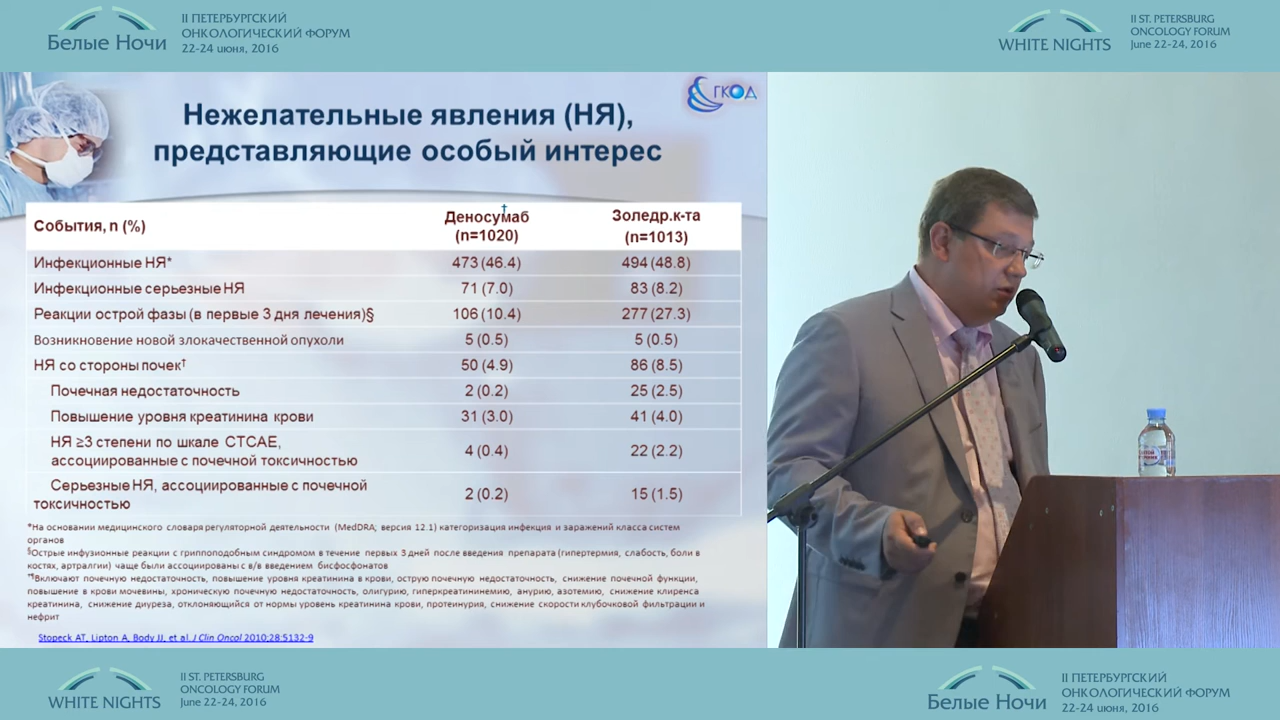 Белые Ночи
II ПЕТЕРБУРГСКИЙ
ОНКОЛОГИЧЕСКИЙ ФОРУМ
22-24 июня, 2016
WHITE NIGHTS
II ST. PETERSBURG
ONCOLOGY FORUM
June 22-24, 2016
ГКОД
Нежелательные явления (НЯ),
представляющие особый интерес
События, n (%) Деносумаб† (n=1020) Золедр.к-та (n=1013)
Инфекционные НЯ* 473 (46.4) 494 (48.8)
Инфекционные серьезные НЯ 71 (7.0) 83 (8.2)
Реакции острой фазы (в первые 3 дня лечения)§ 106 (10.4) 277 (27.3)
Возникновение новой злокачественной опухоли 5 (0.5) 5 (0.5)
НЯ со стороны почек† 50 (4.9) 86 (8.5)
Почечная недостаточность 2 (0.2) 25 (2.5)
Повышение уровня креатинина крови 31 (3.0) 41 (4.0)
НЯ ≥3 степени по шкале CTCAE,
ассоциированные с почечной токсичностью 4 (0.4) 22 (2.2)
Серьезные НЯ, ассоциированные с почечной
токсичностью 2 (0.2) 15 (1.5)
*На основании медицинского словаря регуляторной деятельности (MedDRA; версия 12.1) категоризация инфекция и заражений класса систем
органов
§Острые инфузионные реакции с гриппоподобным синдромом в течение первых 3 дней после введения препарата (гипертермия, слабость, боли в
костях, артралгии) чаще были ассоциированы с в/в введением бисфосфонатов
†¶Включают почечную недостаточность, повышение уровня креатинина в крови, острую почечную недостаточность, снижение почечной функции,
повышение в крови мочевины, хроническую почечную недостаточность, олигурию, гиперкреатининемию, анурию, азотемию, снижение клиренса
креатинина, снижение диуреза, отклоняющийся от нормы уровень креатинина крови, протеинурия, снижение скорости клубочковой фильтрации и
нефрит
Stopeck AT, Lipton A, Body JJ, et al. J Clin Oncol 2010;28:5132-9
WHITE NIGHTS
II ST. PETERSBURG
ONCOLOGY FORUM
June 22-24, 2016
Белые Ночи
II ПЕТЕРБУРГСКИЙ
ОНКОЛОГИЧЕСКИЙ ФОРУМ
22-24 июня, 2016